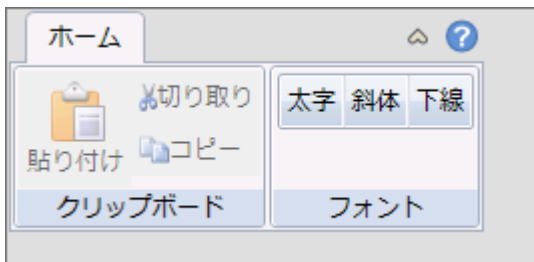 ホーム
?
切り取り
太字 斜体 下線
貼り付け
コピー
クリップボード
フォント